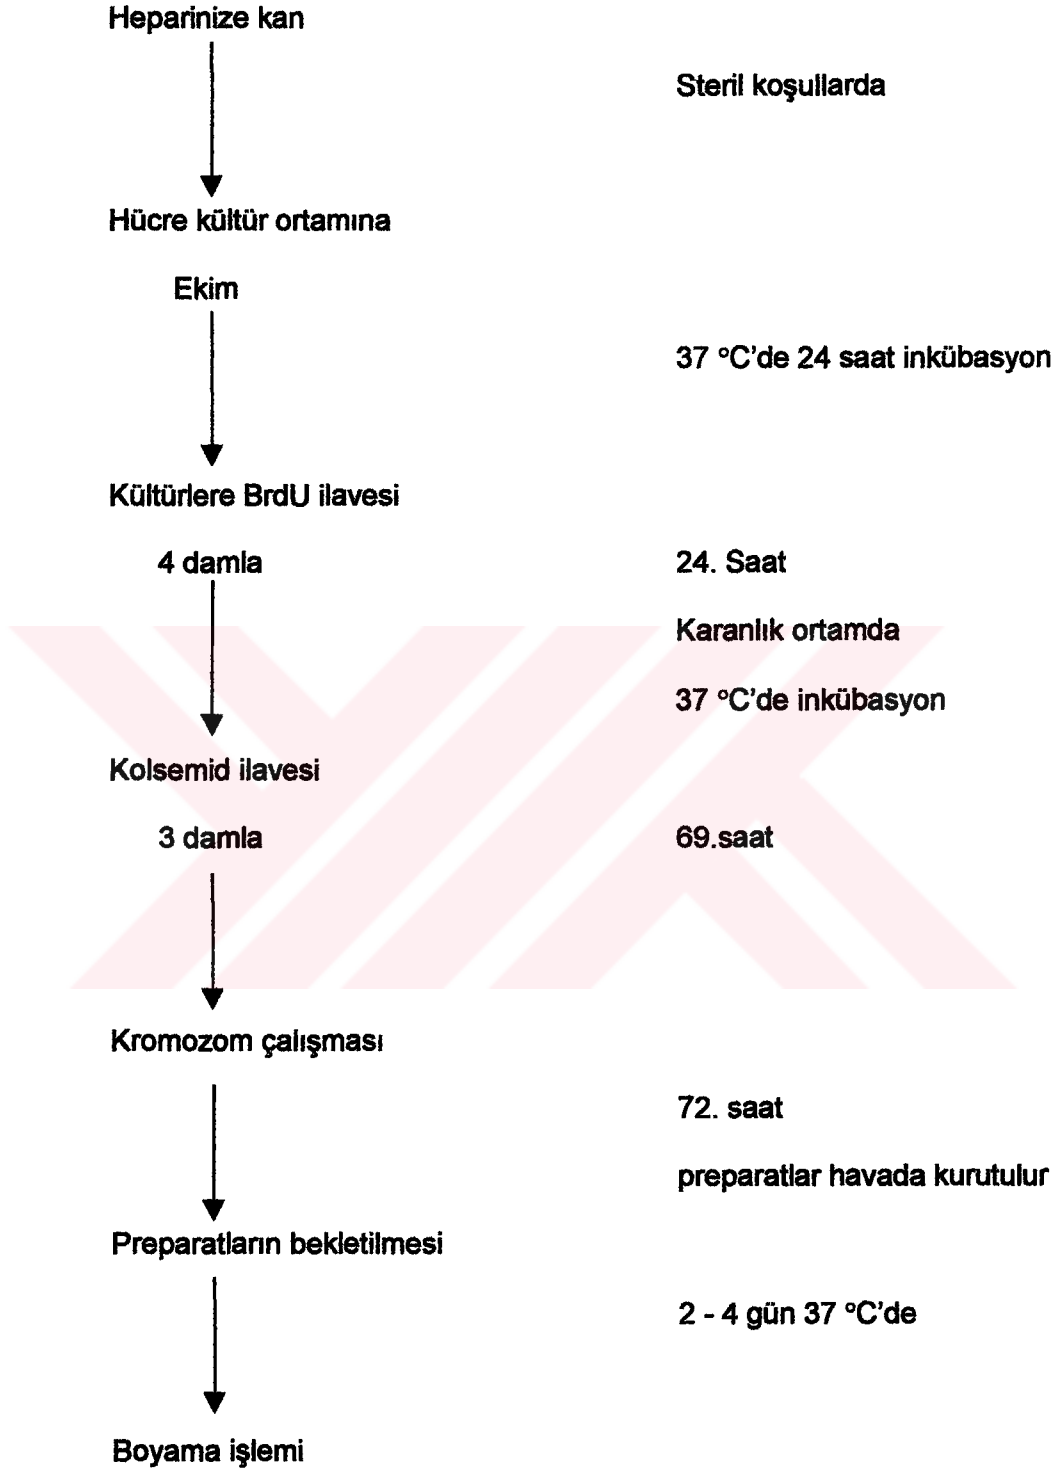 Heparinize kan
Steril koşullarda
Hücre kültür ortamına
Ekim
37 °C'de 24 saat inkübasyon
Kültürlere BrdU ilavesi
4 damla
24. Saat
Karanlık ortamda
37 °C'de inkübasyon
Kolsemid ilavesi
3 damla
69.saat
Kromozom çalışması
72. saat
preparatlar havada kurutulur
Preparatların bekletilmesi
2 - 4 gün 37 °C'de
Boyama işlemi